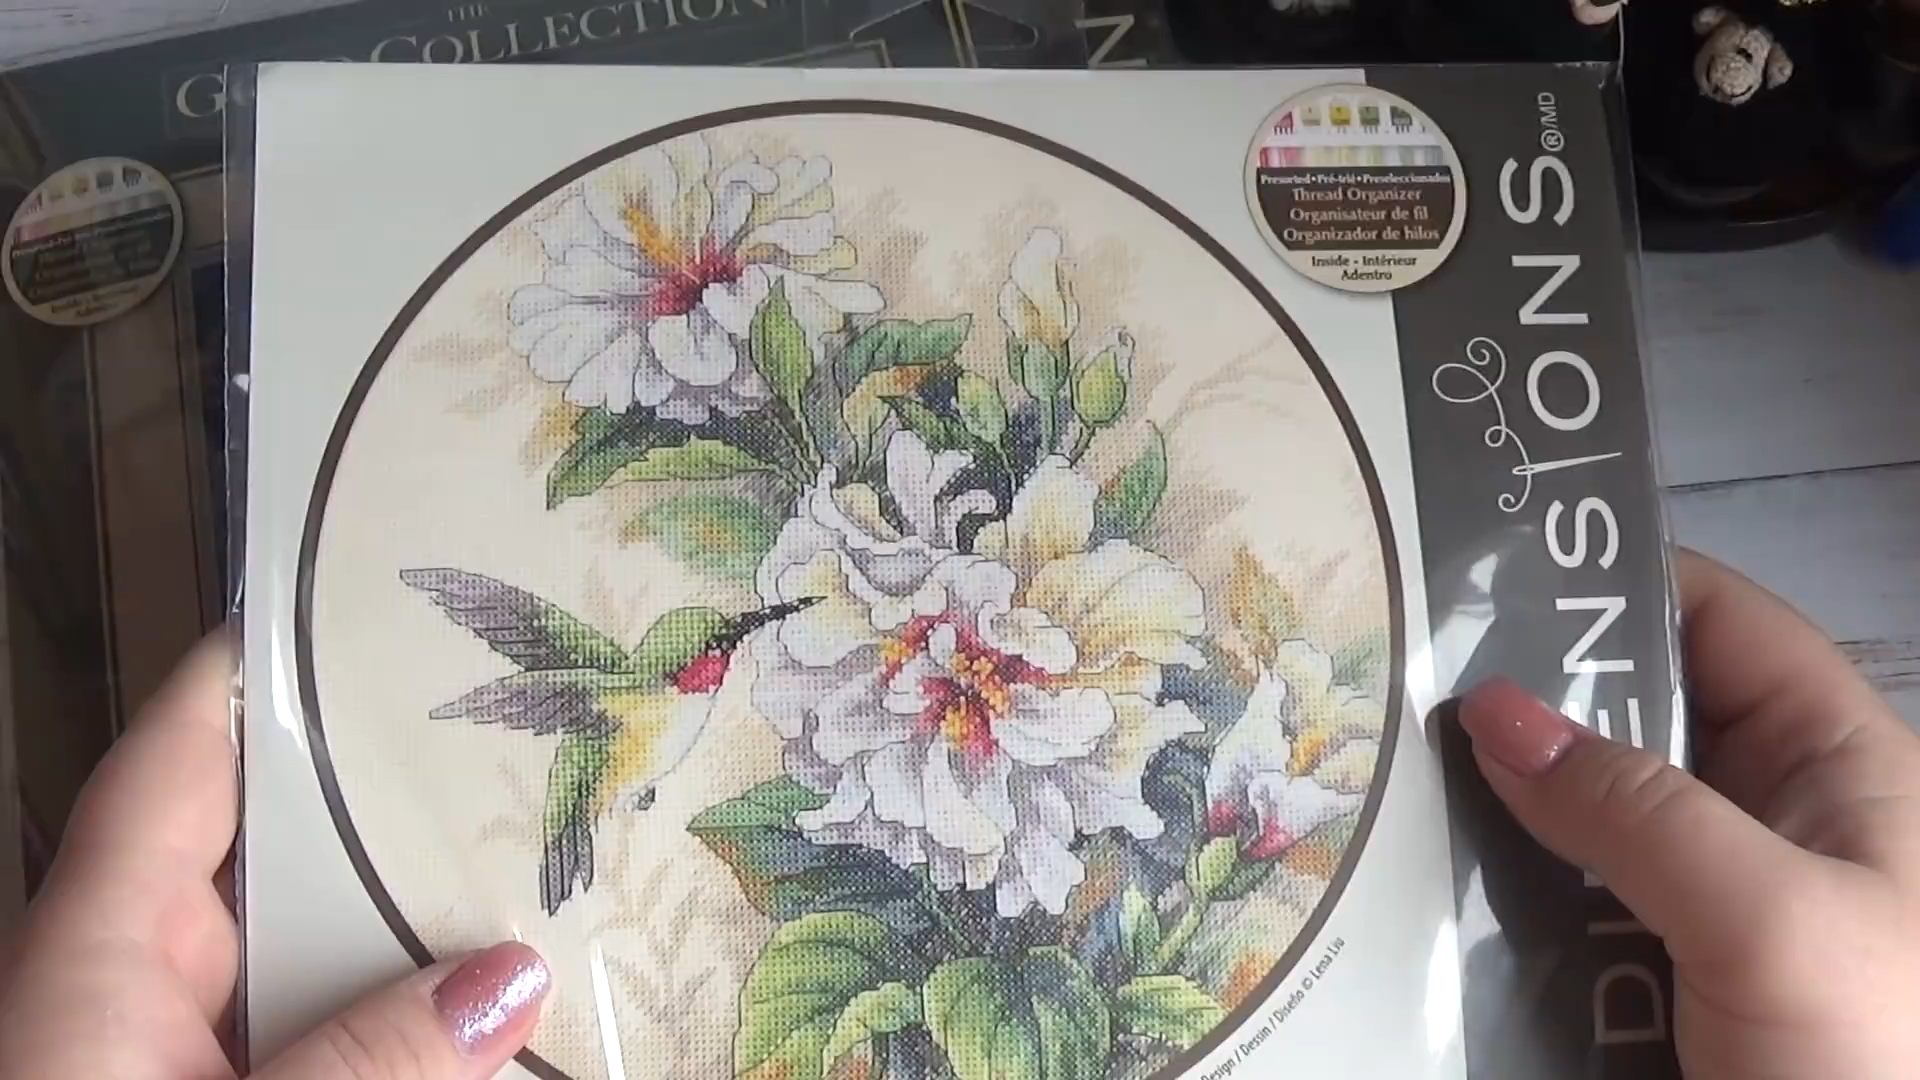 THE
COLLECTION
Presorted • Pré-trié • Preseleccionados
Thread Organizer
Organisateur de fil
Organizador de hilos
Inside - Intérieur
Adentro
DIMENSIONS®/MD
Design / Dessin / Diseño © Lena Liu